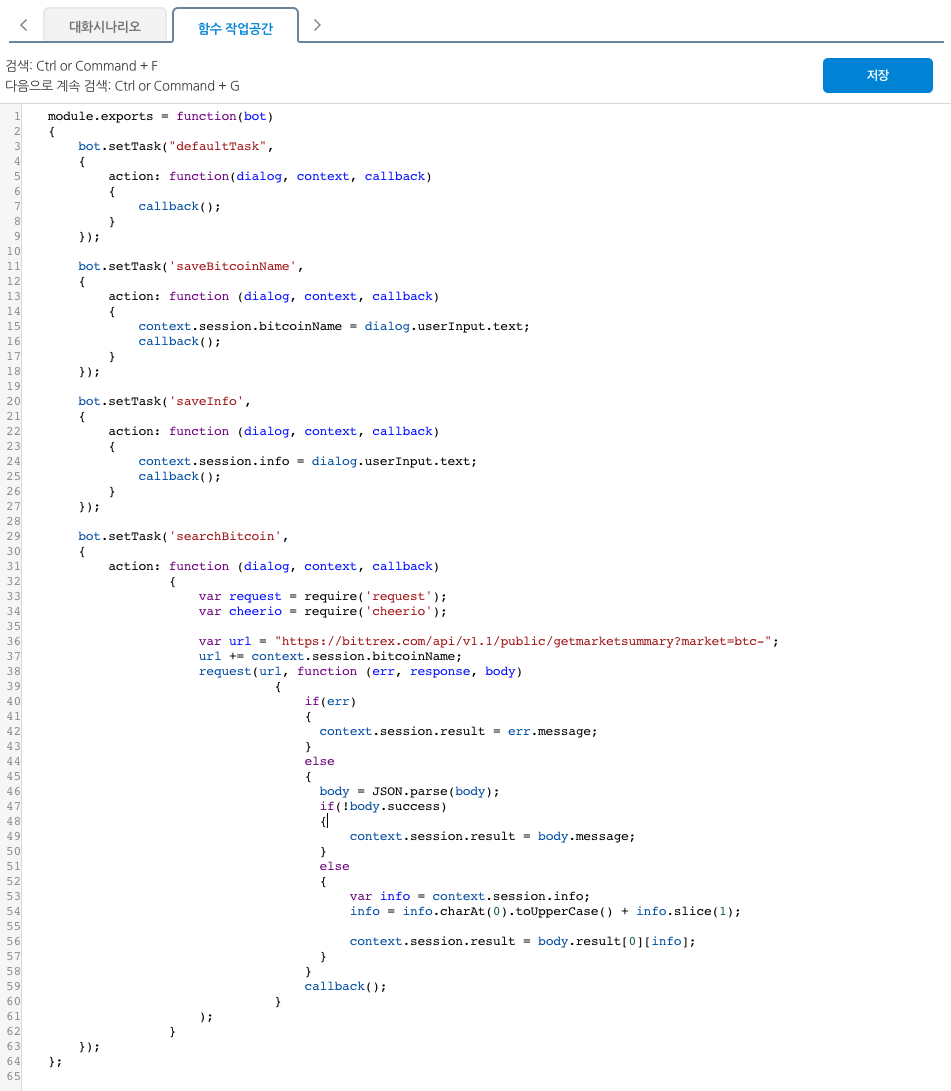 대화시나리오 함수 작업공간
검색: Ctrl or Command + F
다음으로 계속 검색: Ctrl or Command + G
저장
1 module.exports = function(bot)
2 {
3     bot.setTask("defaultTask",
4     {
5         action: function(dialog, context, callback)
6         {
7             callback();
8         }
9     });
10
11     bot.setTask('saveBitcoinName',
12     {
13         action: function (dialog, context, callback)
14         {
15             context.session.bitcoinName = dialog.userInput.text;
16             callback();
17         }
18     });
19
20     bot.setTask('saveInfo',
21     {
22         action: function (dialog, context, callback)
23         {
24             context.session.info = dialog.userInput.text;
25             callback();
26         }
27     });
28
29     bot.setTask('searchBitcoin',
30     {
31         action: function (dialog, context, callback)
32                 {
33                     var request = require('request');
34                     var cheerio = require('cheerio');
35
36                     var url = "https://bittrex.com/api/v1.1/public/getmarketsummary?market=btc-";
37                     url += context.session.bitcoinName;
38                     request(url, function (err, response, body)
39                               {
40                                   if(err)
41                                   {
42                                     context.session.result = err.message;
43                                   }
44                                   else
45                                   {
46                                     body = JSON.parse(body);
47                                     if(!body.success)
48                                     {
49                                         context.session.result = body.message;
50                                     }
51                                     else
52                                     {
53                                         var info = context.session.info;
54                                         info = info.charAt(0).toUpperCase() + info.slice(1);
55
56                                         context.session.result = body.result[0][info];
57                                     }
58                                   }
59                                   callback();
60                               }
61                     );
62                 }
63     });
64 };
65